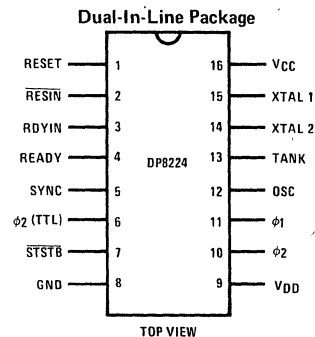 Dual-In-Line Package
RESET 1 16 VCC
RESIN 2 15 XTAL 1
RDYIN 3 14 XTAL 2
READY 4 13 TANK
DP8224
SYNC 5 12 OSC
φ2 (TTL) 6 11 φ1
STSTB 7 10 φ2
GND 8 9 VDD
TOP VIEW